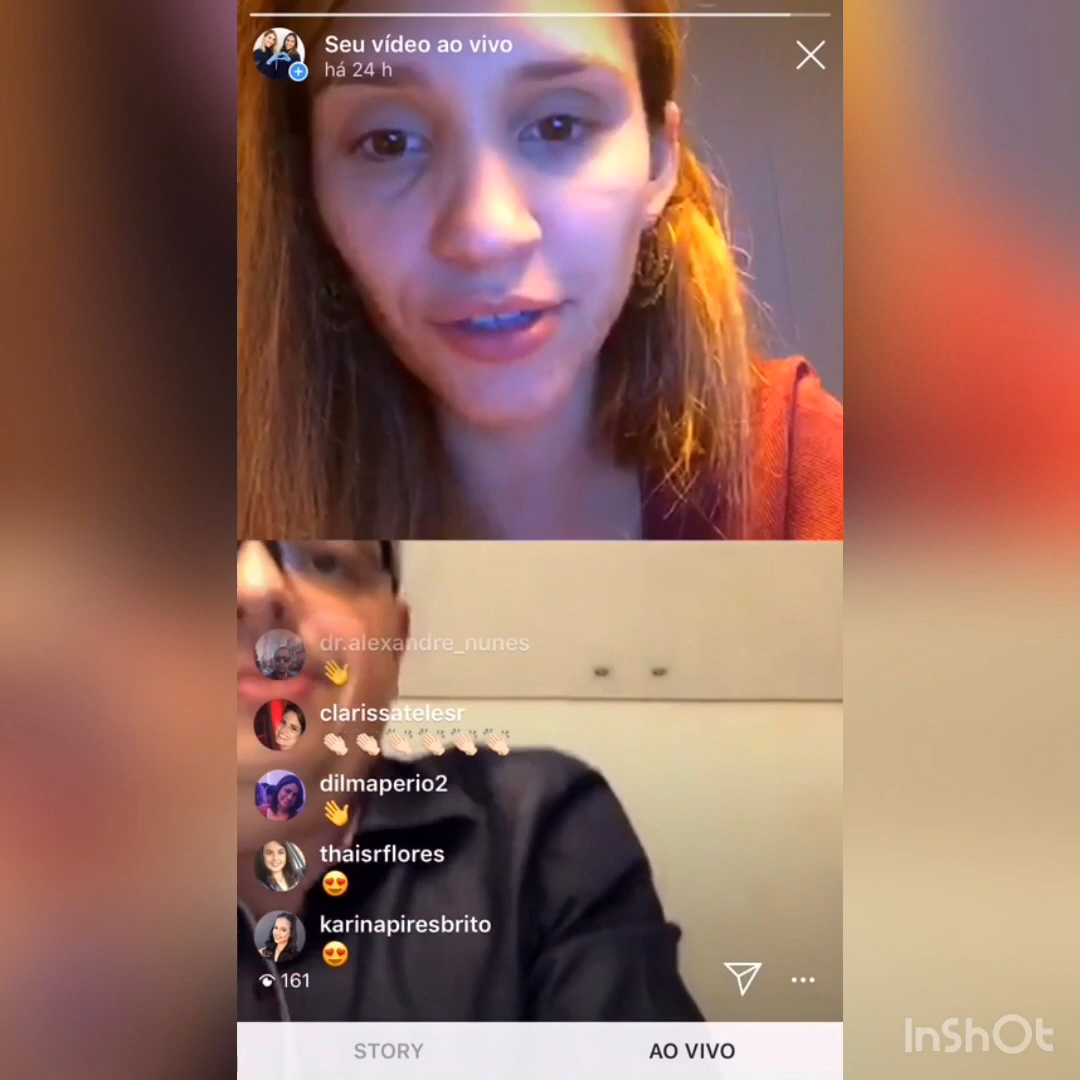 Seu vídeo ao vivo
há 24 h
dr.alexandre_nunes
clarissatelesr
dilmaperio2
thaisrflores
karinapiresbrito
161
STORY AO VIVO
InShOt